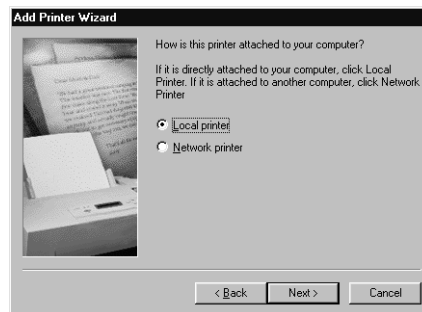 Add Printer Wizard
How is this printer attached to your computer?
If it is directly attached to your computer, click Local
Printer. If it is attached to another computer, click Network
Printer
Local printer
Network printer
< Back
Next >
Cancel